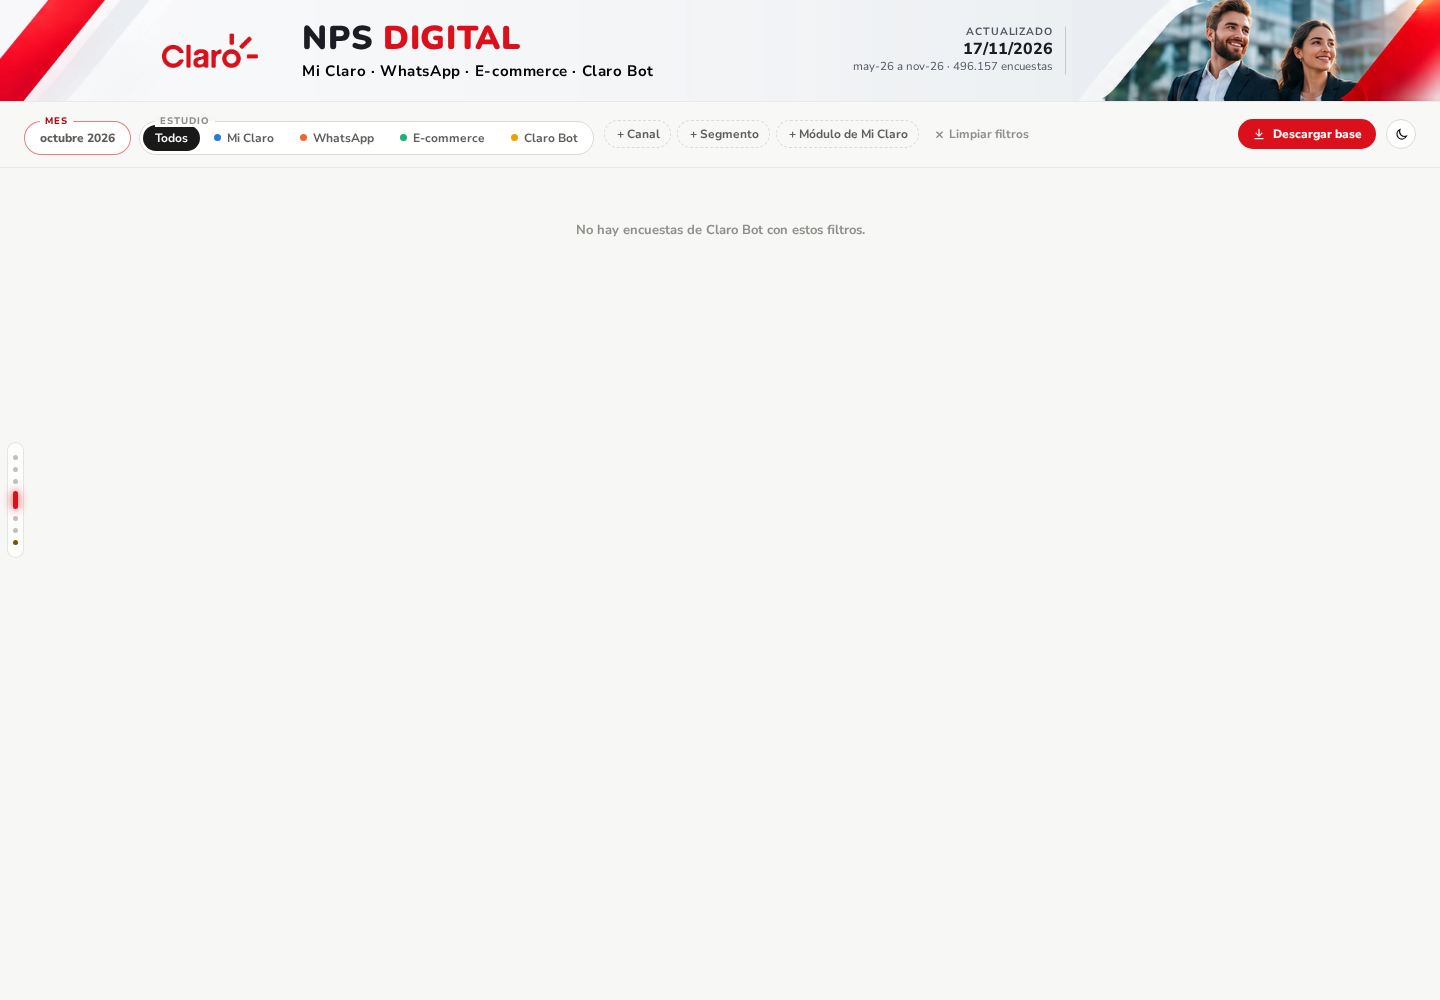 Claro
NPS DIGITAL
Mi Claro · WhatsApp · E-commerce · Claro Bot
ACTUALIZADO
17/11/2026
may-26 a nov-26 · 496.157 encuestas
MES
octubre 2026
ESTUDIO
Todos
Mi Claro
WhatsApp
E-commerce
Claro Bot
+ Canal
+ Segmento
+ Módulo de Mi Claro
× Limpiar filtros
Descargar base
No hay encuestas de Claro Bot con estos filtros.